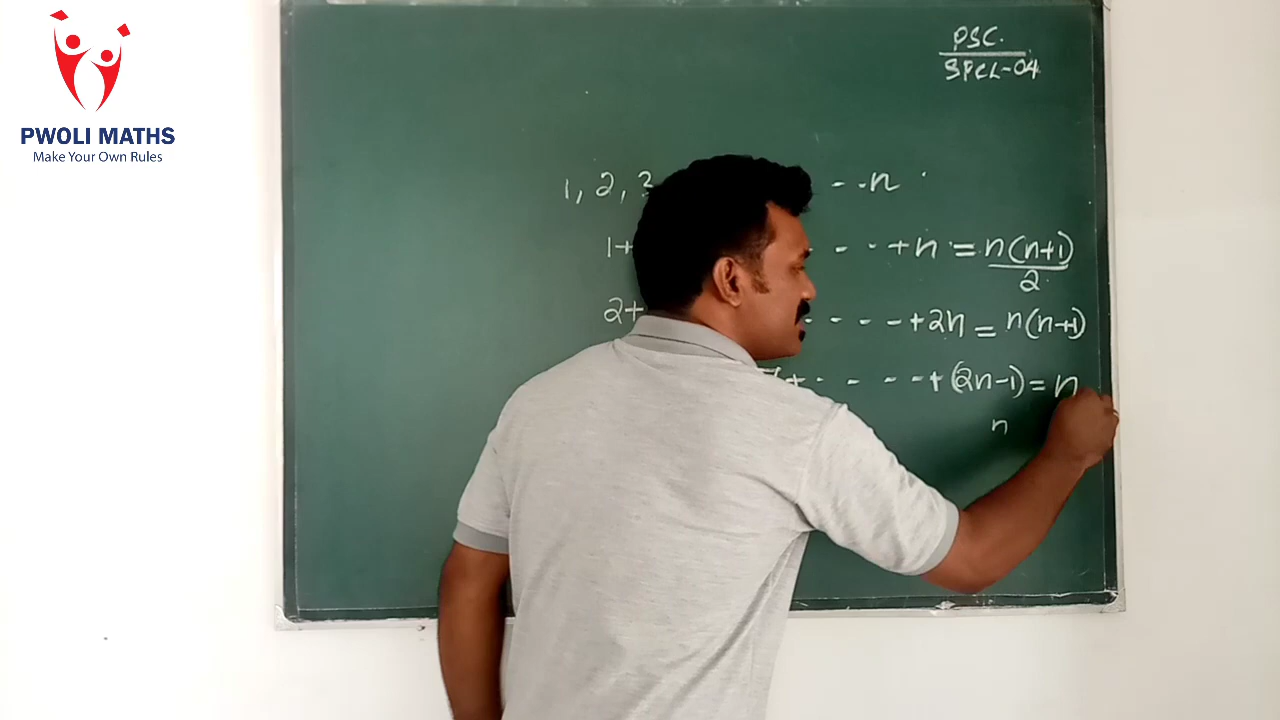 PWOLI MATHS
Make Your Own Rules
PSC
SPCL-04
1, 2, 3 - - n
1+ - - - + n = n(n+1)/2
2+ - - - - + 2n = n(n+1)
7 + - - - - + (2n-1) = n
n